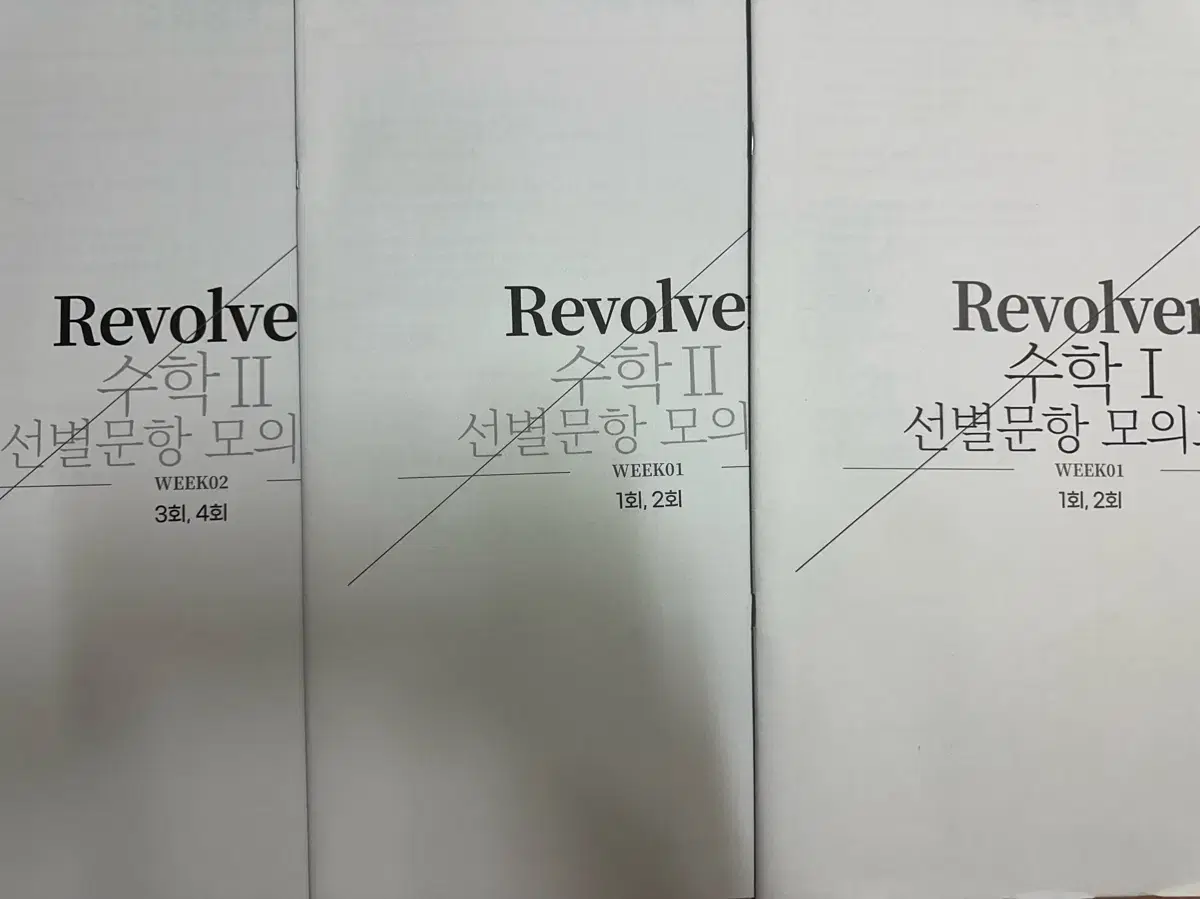 Revolve
수학 II
선별문항 모의
WEEK02
3회, 4회
Revolver
수학 II
선별문항 모의
WEEK01
1회, 2회
Revolver
수학 I
선별문항 모의
WEEK01
1회, 2회